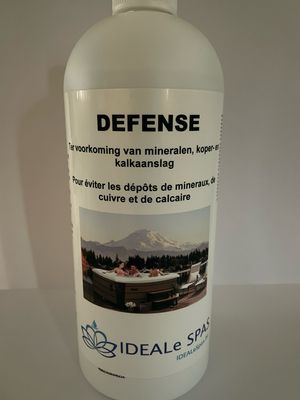 DEFENSE
Ter voorkoming van mineralen, koper- en
kalkaanslag
Pour éviter les dépôts de mineraux, de
cuivre et de calcaire
IDEALe SPAS